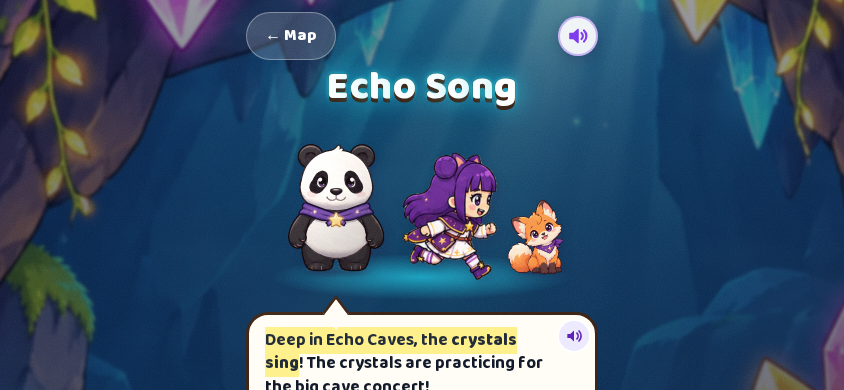 ← Map
Echo Song
Deep in Echo Caves, the crystals
sing! The crystals are practicing for
the big cave concert!